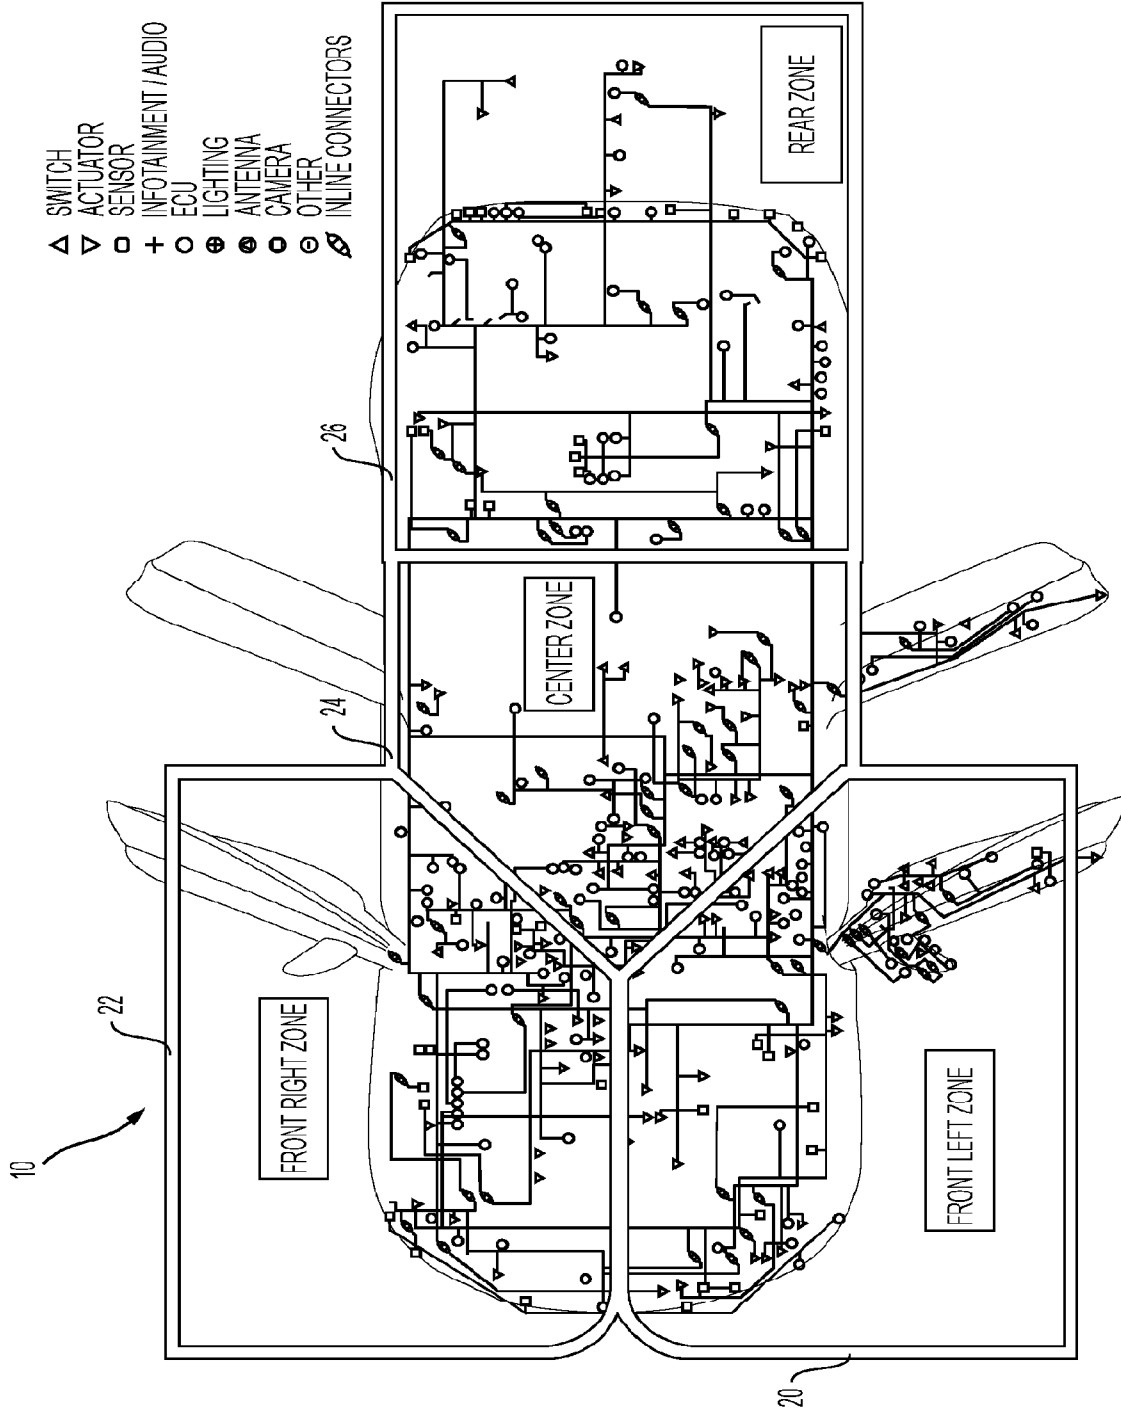 SWITCH
ACTUATOR
SENSOR
INFOTAINMENT / AUDIO
ECU
LIGHTING
ANTENNA
CAMERA
OTHER
INLINE CONNECTORS
10
22
24
26
20
FRONT RIGHT ZONE
CENTER ZONE
REAR ZONE
FRONT LEFT ZONE